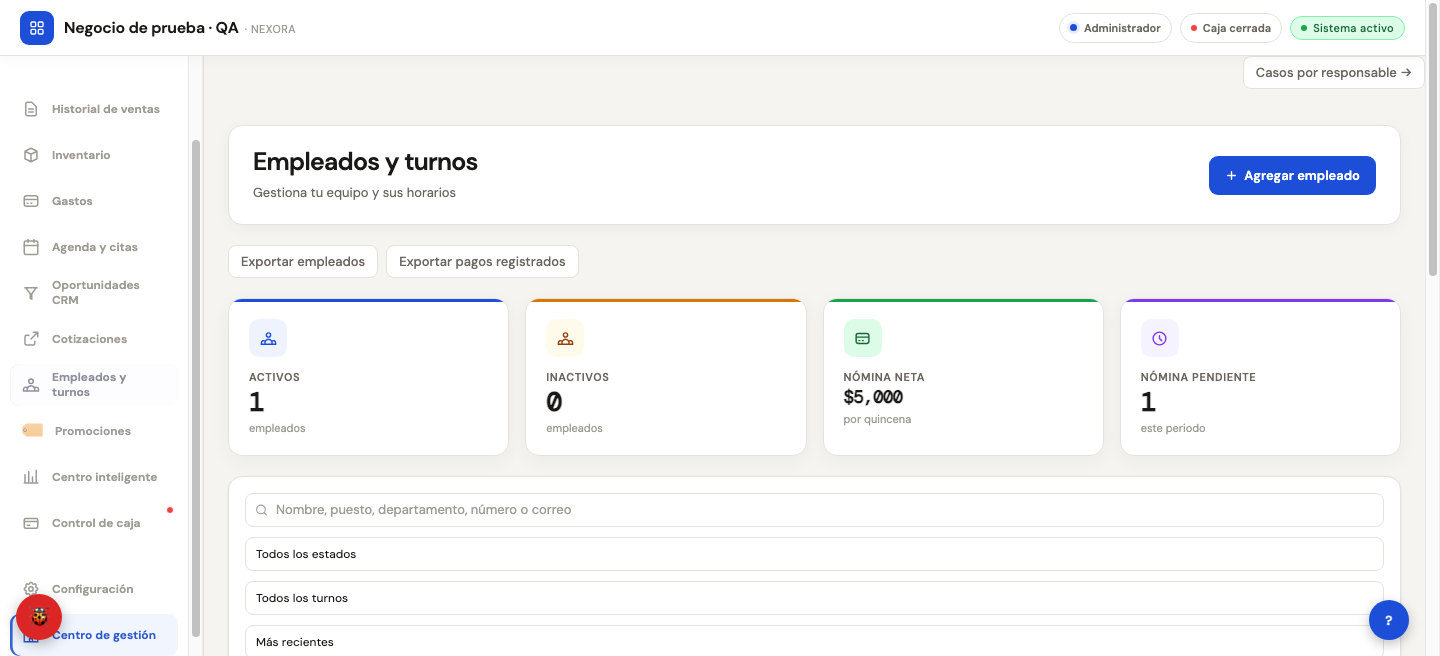 Negocio de prueba · QA · NEXORA
Administrador
Caja cerrada
Sistema activo
Casos por responsable →
Historial de ventas
Inventario
Gastos
Agenda y citas
Oportunidades
CRM
Cotizaciones
Empleados y
turnos
Promociones
Centro inteligente
Control de caja
Configuración
Centro de gestión
Empleados y turnos
Gestiona tu equipo y sus horarios
+ Agregar empleado
Exportar empleados
Exportar pagos registrados
ACTIVOS
1
empleados
INACTIVOS
0
empleados
NÓMINA NETA
$5,000
por quincena
NÓMINA PENDIENTE
1
este periodo
Nombre, puesto, departamento, número o correo
Todos los estados
Todos los turnos
Más recientes
?